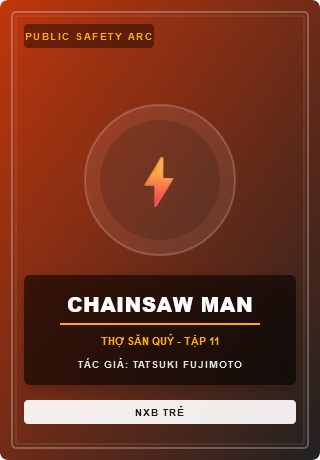 PUBLIC SAFETY ARC
CHAINSAW MAN
THỢ SĂN QUỶ - TẬP 11
TÁC GIẢ: TATSUKI FUJIMOTO
NXB TRẺ